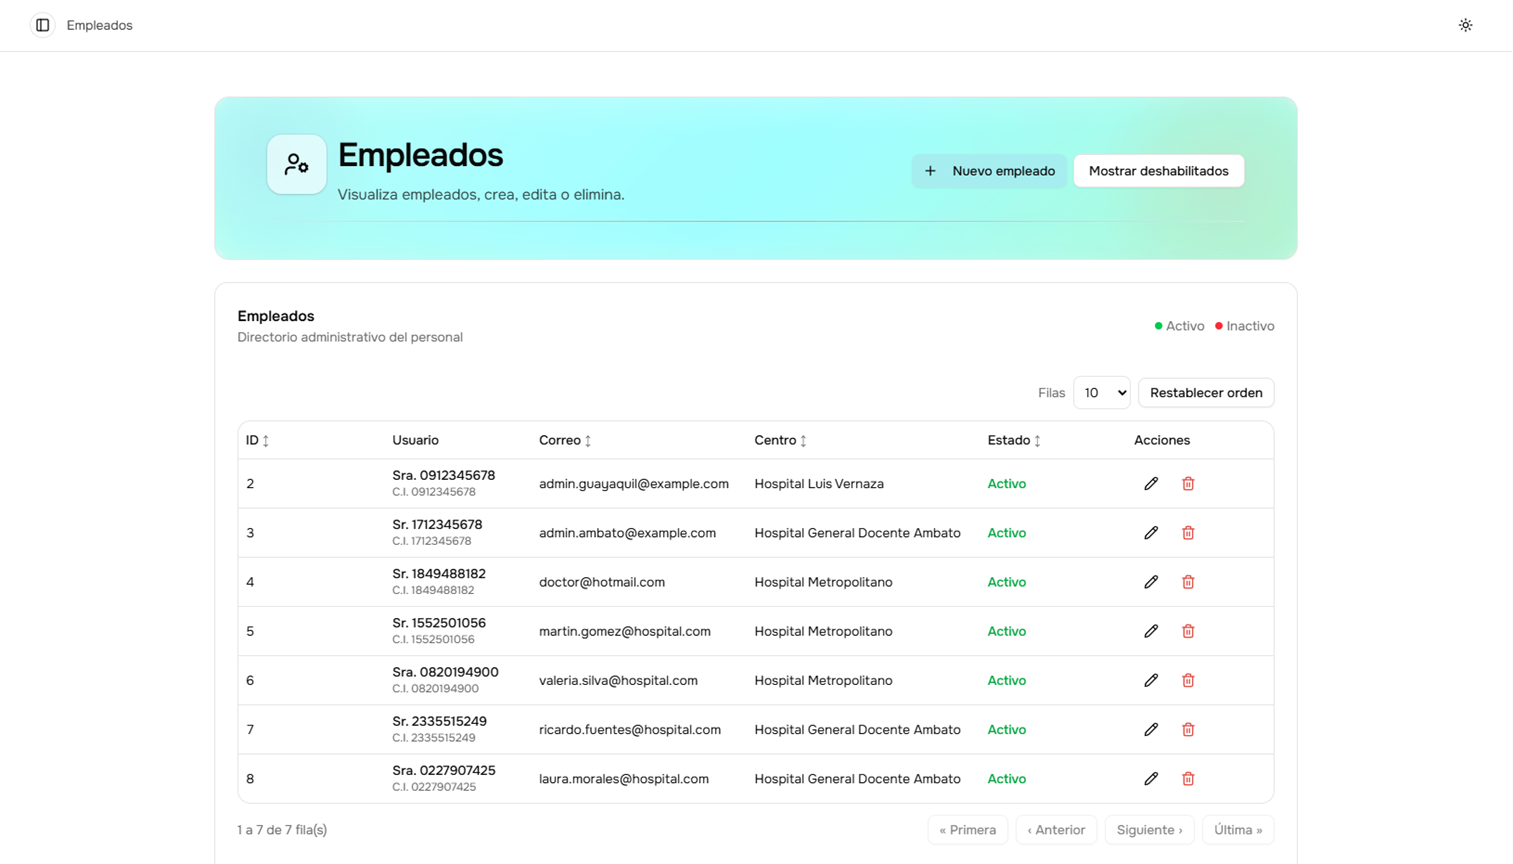 Empleados
Empleados
Visualiza empleados, crea, edita o elimina.
+ Nuevo empleado
Mostrar deshabilitados
Empleados
Directorio administrativo del personal
Activo Inactivo
Filas 10 Restablecer orden
ID Usuario Correo Centro Estado Acciones
Sra. 0912345678
2 admin.guayaquil@example.com Hospital Luis Vernaza Activo
C.I. 0912345678
Sr. 1712345678
3 admin.ambato@example.com Hospital General Docente Ambato Activo
C.I. 1712345678
Sr. 1849488182
4 doctor@hotmail.com Hospital Metropolitano Activo
C.I. 1849488182
Sr. 1552501056
5 martin.gomez@hospital.com Hospital Metropolitano Activo
C.I. 1552501056
Sra. 0820194900
6 valeria.silva@hospital.com Hospital Metropolitano Activo
C.I. 0820194900
Sr. 2335515249
7 ricardo.fuentes@hospital.com Hospital General Docente Ambato Activo
C.I. 2335515249
Sra. 0227907425
8 laura.morales@hospital.com Hospital General Docente Ambato Activo
C.I. 0227907425
1 a 7 de 7 fila(s)
« Primera ‹ Anterior Siguiente › Última »